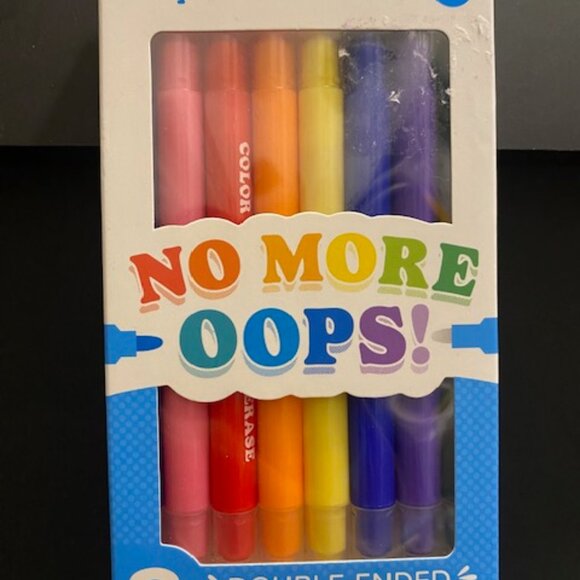 COLOR
NO MORE
OOPS!
ERASE
DOUBLE ENDED